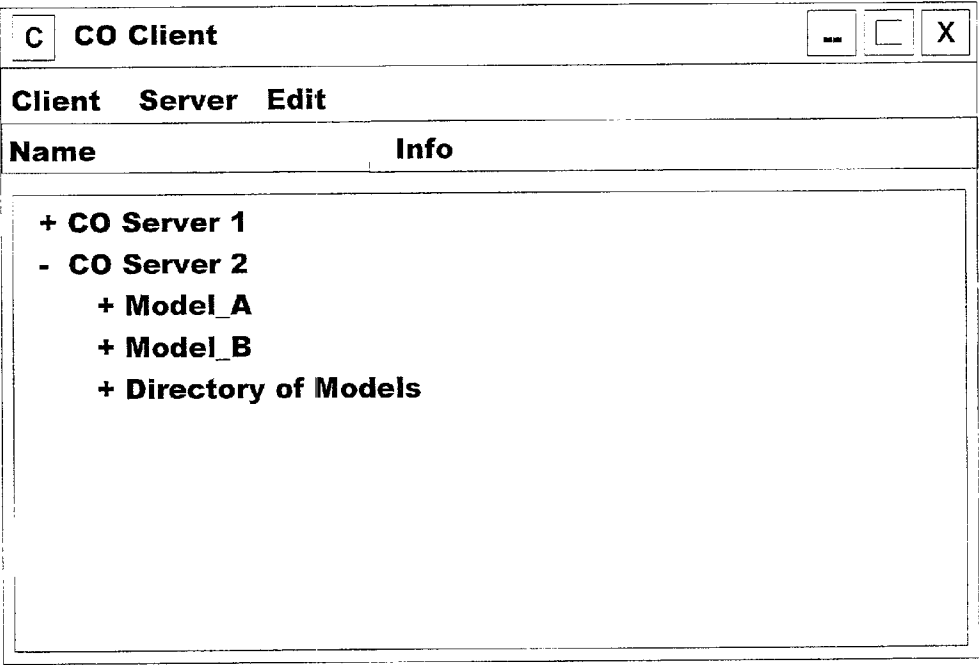 C CO Client -- X
Client Server Edit
Name Info
+ CO Server 1
- CO Server 2
+ Model_A
+ Model_B
+ Directory of Models